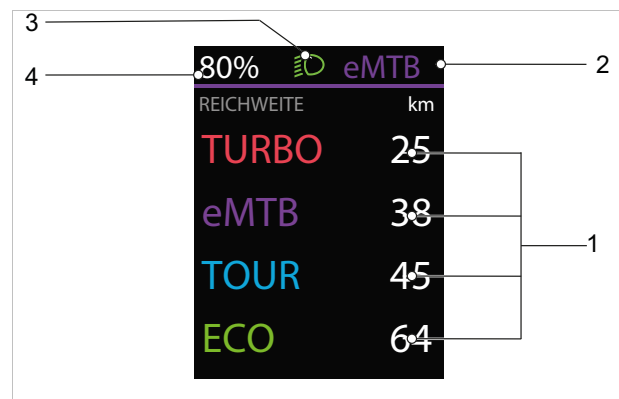 3
4
80% eMTB
2
REICHWEITE km
TURBO 25
eMTB 38
1
TOUR 45
ECO 64